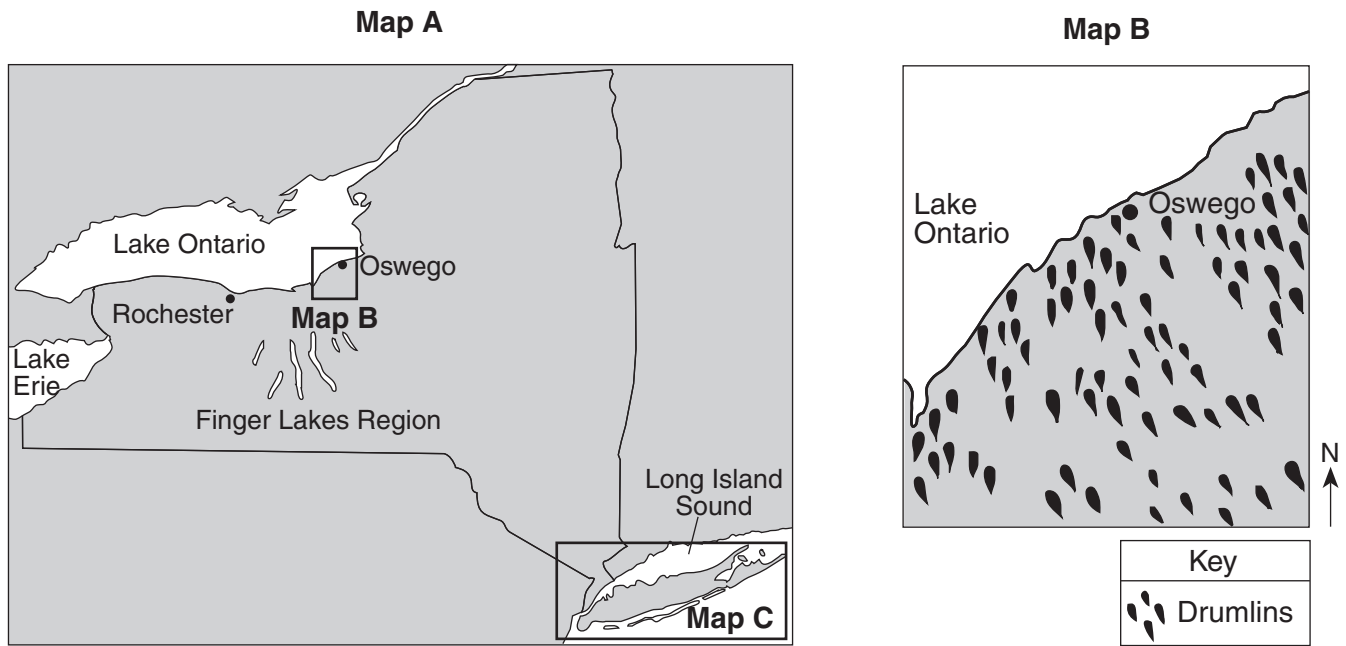 Map A
Lake Ontario
Oswego
Rochester
Map B
Lake
Erie
Finger Lakes Region
Long Island
Sound
Map C
Map B
Lake
Ontario
Oswego
N
Key
Drumlins